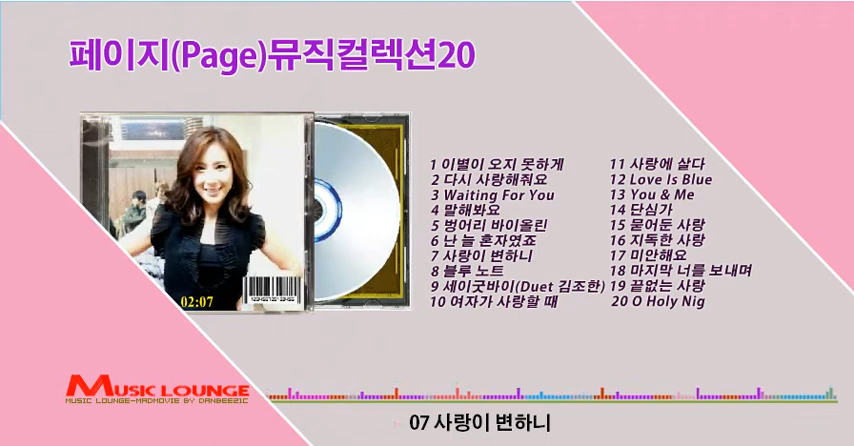 페이지(Page)뮤직컬렉션20
1 이별이 오지 못하게
2 다시 사랑해줘요
3 Waiting For You
4 말해봐요
5 벙어리 바이올린
6 난 늘 혼자였죠
7 사랑이 변하니
8 블루 노트
9 세이굿바이(Duet 김조한)
10 여자가 사랑할 때
11 사랑에 살다
12 Love Is Blue
13 You & Me
14 단심가
15 묻어둔 사랑
16 지독한 사랑
17 미안해요
18 마지막 너를 보내며
19 끝없는 사랑
20 O Holy Nig
02:07
MUSIC LOUNGE
MUSIC LOUNGE-MADMOVIE BY DANBEE21C
07 사랑이 변하니